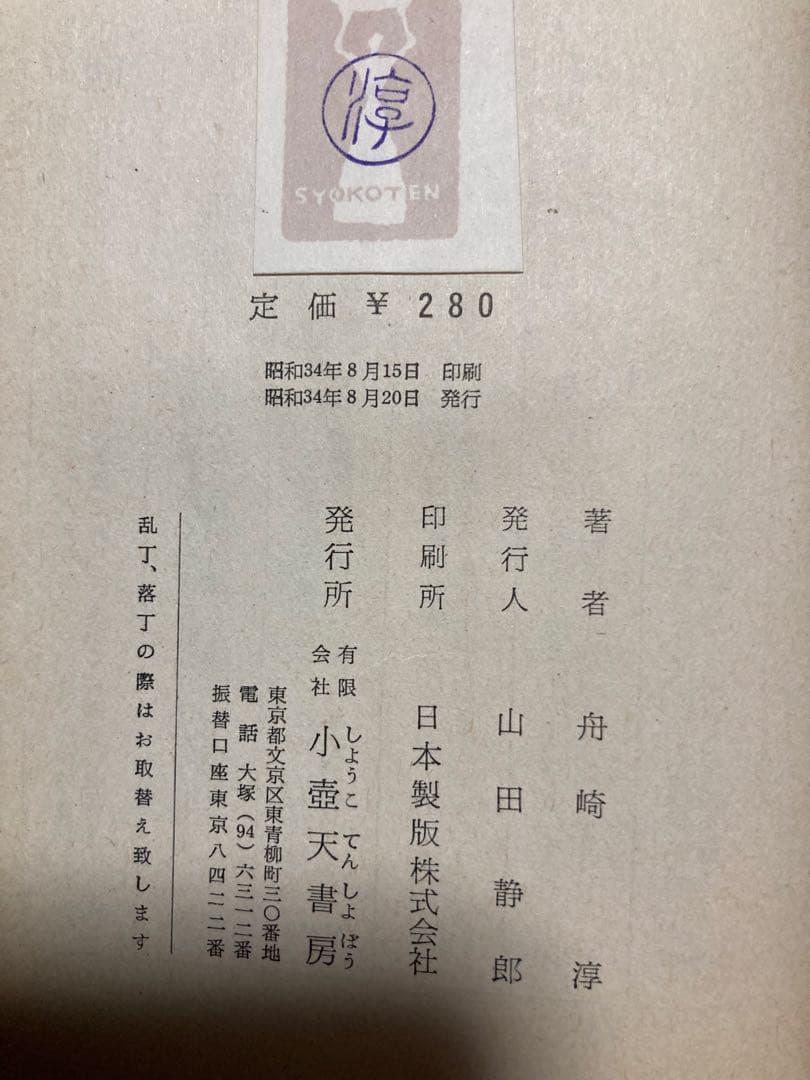 淳
SYOKOTEN
定価 ¥ 280
昭和34年8月15日 印刷
昭和34年8月20日 発行
著者 舟崎淳
発行人 山田静郎
印刷所 日本製版株式会社
発行所 有限会社 小壺天書房
しようこ てん しよ ぼう
東京都文京区東青柳町三〇番地
電話 大塚(94)六三一二番
振替口座東京八四二二番
乱丁、落丁の際はお取替え致します